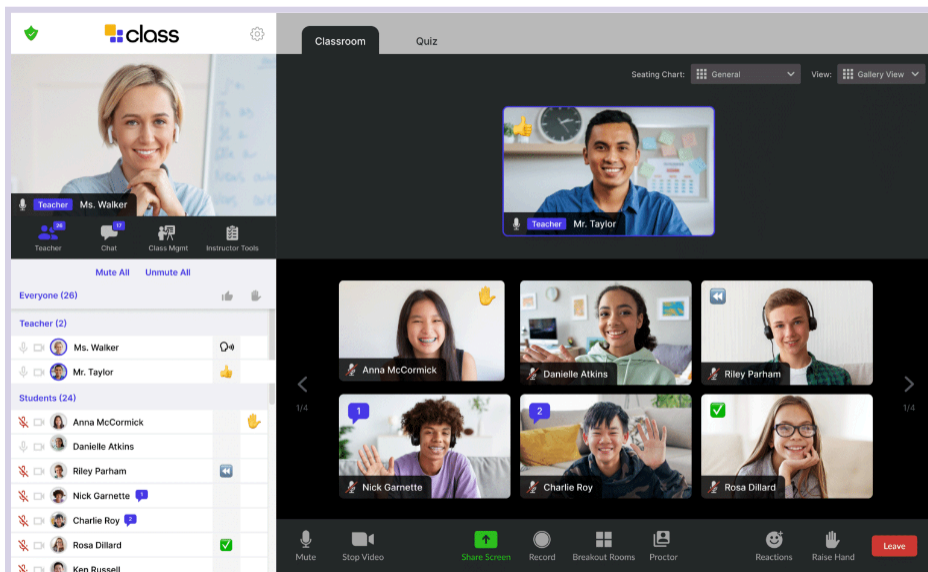 class
Teacher Ms. Walker
26 17
Teacher Chat Class Mgmt Instructor Tools
Mute All Unmute All
Everyone (26)
Teacher (2)
Ms. Walker
Mr. Taylor
Students (24)
Anna McCormick
Danielle Atkins
Riley Parham
Nick Garnette 1
Charlie Roy 2
Rosa Dillard
Ken Russell
Classroom Quiz
Seating Chart: General View: Gallery View
Teacher Mr. Taylor
Anna McCormick Danielle Atkins Riley Parham
1/4 1/4
1 2
Nick Garnette Charlie Roy Rosa Dillard
Mute Stop Video Share Screen Record Breakout Rooms Proctor Reactions Raise Hand Leave